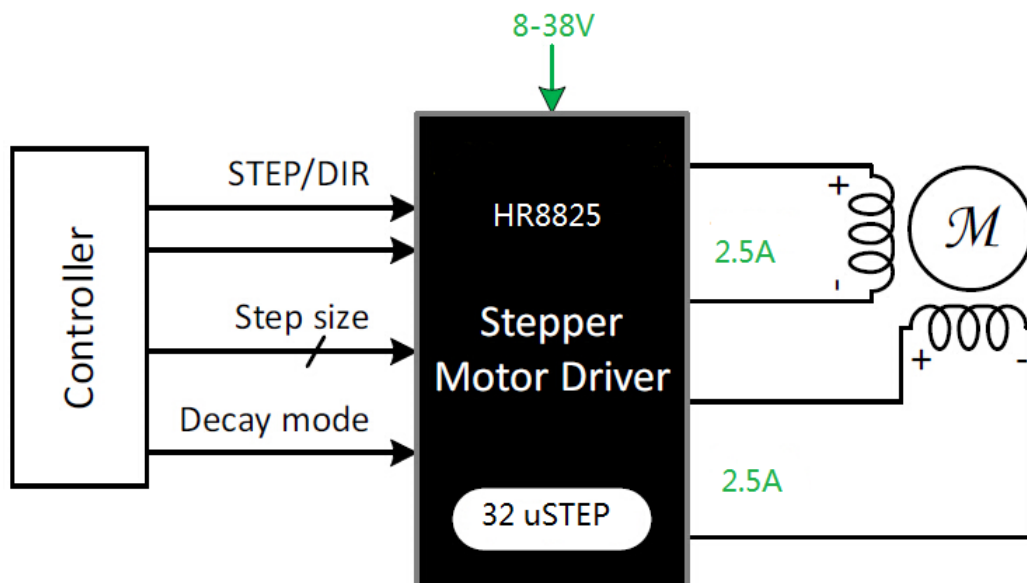 8-38V
Controller
STEP/DIR
Step size
Decay mode
HR8825
Stepper
Motor Driver
32 uSTEP
+
2.5A
-
M
+ -
2.5A